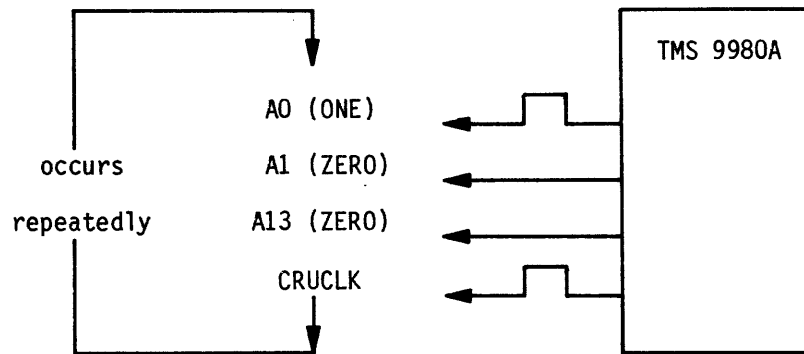 TMS 9980A
A0 (ONE)
A1 (ZERO)
occurs
repeatedly
A13 (ZERO)
CRUCLK